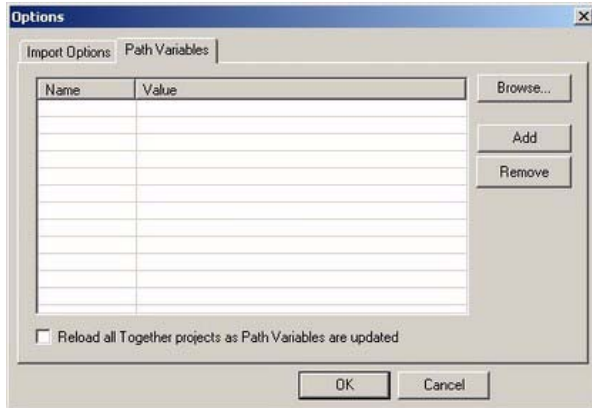 Options
Import Options Path Variables
Name Value Browse...
Add
Remove
Reload all Together projects as Path Variables are updated
OK Cancel